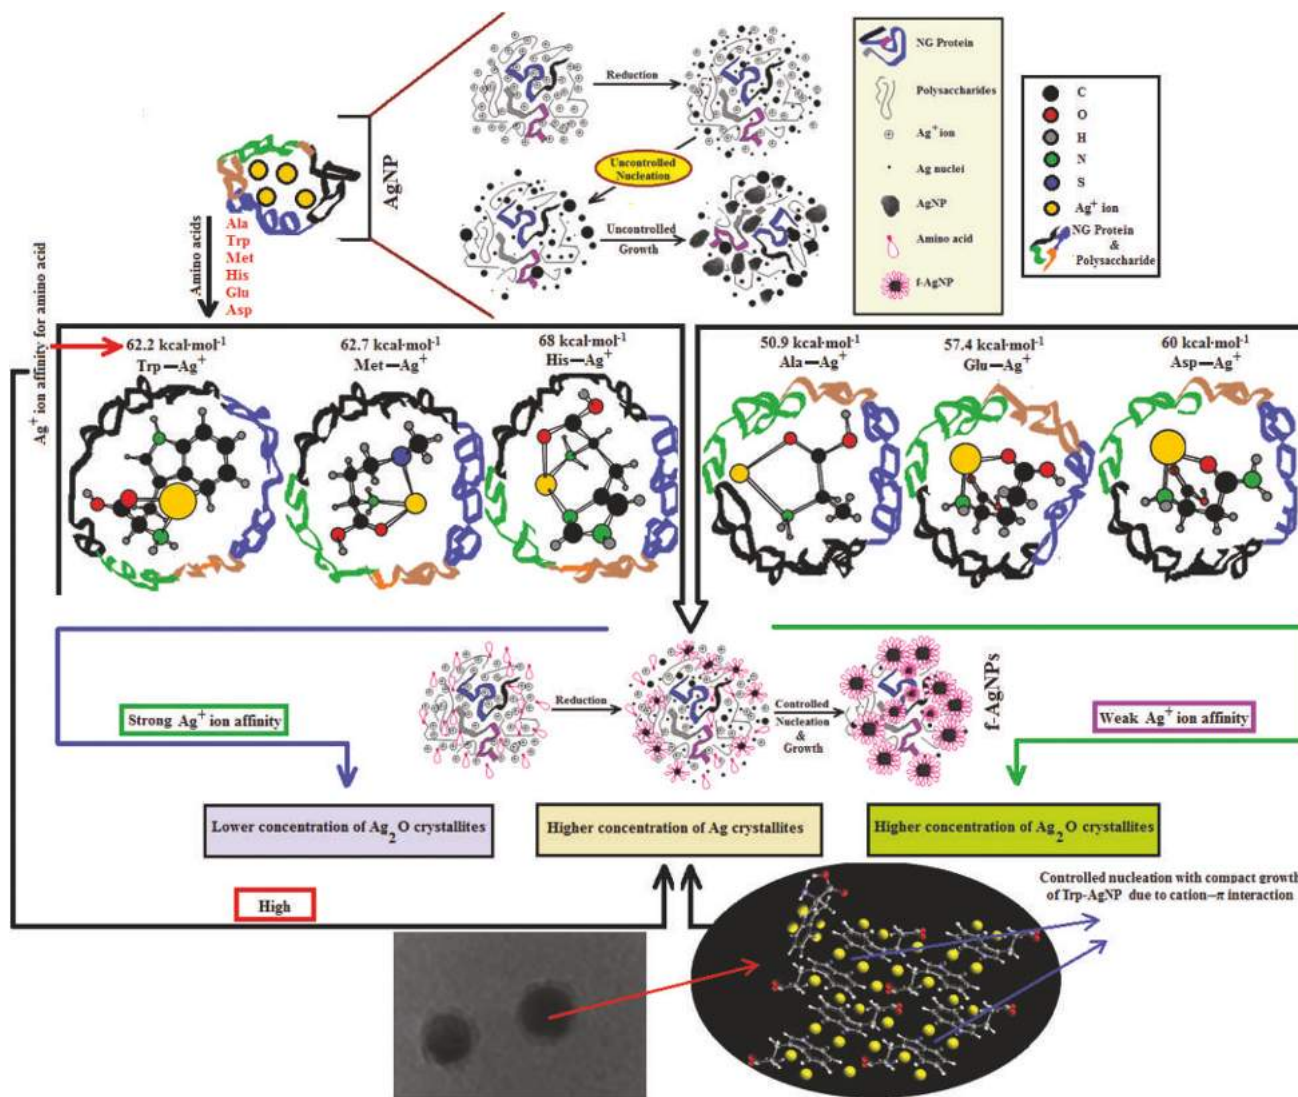 Reduction
Uncontrolled
Nucleation
Uncontrolled
Growth
AgNP
NG Protein
Polysaccharides
Ag⁺ ion
Ag nuclei
AgNP
Amino acid
f-AgNP
C
O
H
N
S
Ag⁺ ion
NG Protein
&
Polysaccharide
Amino acids
Ala
Trp
Met
His
Glu
Asp
Ag⁺ ion affinity for amino acid
62.2 kcal·mol⁻¹
Trp—Ag⁺
62.7 kcal·mol⁻¹
Met—Ag⁺
68 kcal·mol⁻¹
His—Ag⁺
50.9 kcal·mol⁻¹
Ala—Ag⁺
57.4 kcal·mol⁻¹
Glu—Ag⁺
60 kcal·mol⁻¹
Asp—Ag⁺
Strong Ag⁺ ion affinity
Reduction
Controlled
Nucleation
&
Growth
f-AgNPs
Weak Ag⁺ ion affinity
Lower concentration of Ag₂O crystallites
Higher concentration of Ag crystallites
Higher concentration of Ag₂O crystallites
High
Controlled nucleation with compact growth
of Trp-AgNP due to cation–π interaction